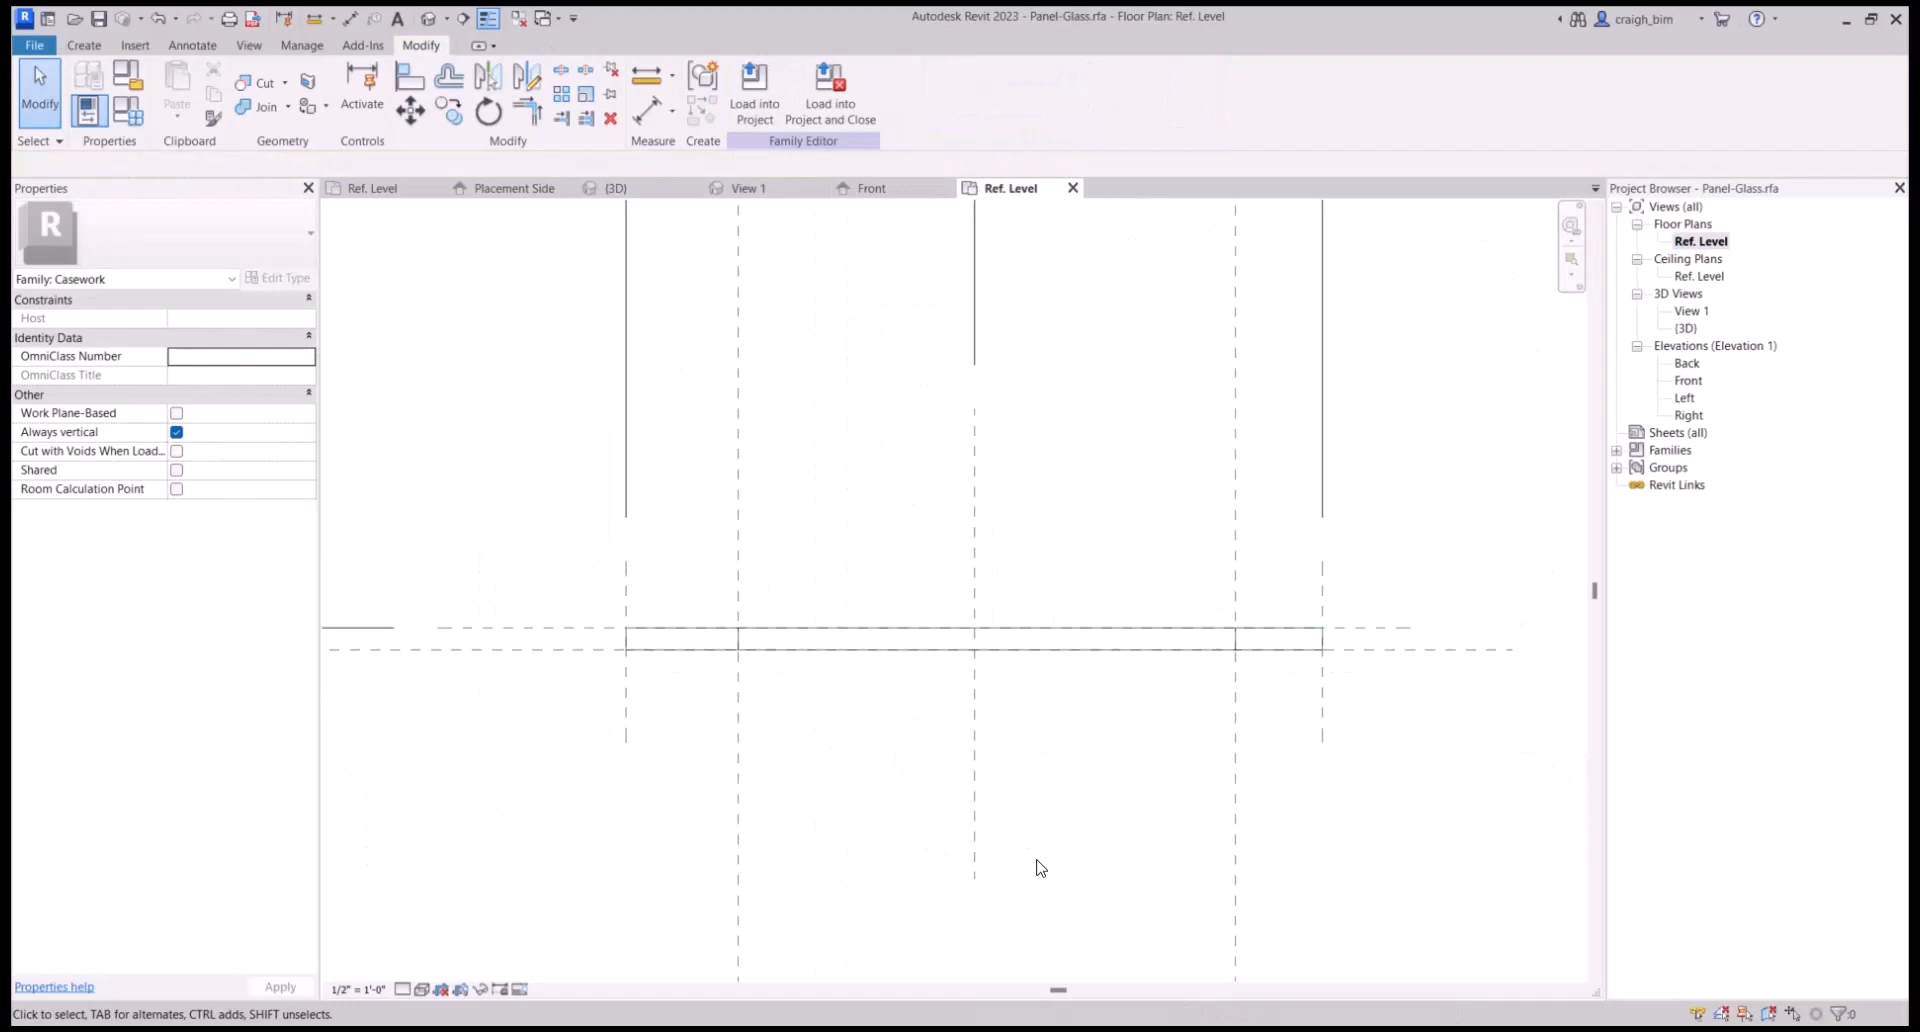 Autodesk Revit 2023 - Panel-Glass.rfa - Floor Plan: Ref. Level
craigh_bim
File Create Insert Annotate View Manage Add-Ins Modify
Modify
Paste
Cut
Join
Activate
Load into Project
Load into Project and Close
Select Properties Clipboard Geometry Controls Modify Measure Create Family Editor
Properties
Ref. Level Placement Side {3D} View 1 Front Ref. Level
Project Browser - Panel-Glass.rfa
R
Family: Casework
Edit Type
Constraints
Host
Identity Data
OmniClass Number
OmniClass Title
Other
Work Plane-Based
Always vertical
Cut with Voids When Load...
Shared
Room Calculation Point
Views (all)
Floor Plans
Ref. Level
Ceiling Plans
Ref. Level
3D Views
View 1
{3D}
Elevations (Elevation 1)
Back
Front
Left
Right
Sheets (all)
Families
Groups
Revit Links
Properties help
Apply
1/2" = 1'-0"
Click to select, TAB for alternates, CTRL adds, SHIFT unselects.
:0